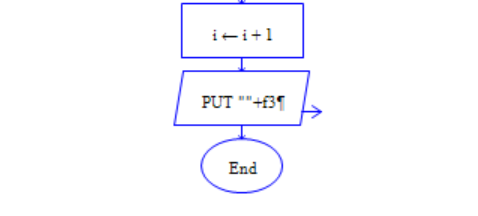 i ← i + 1
PUT ""+f3¶
End